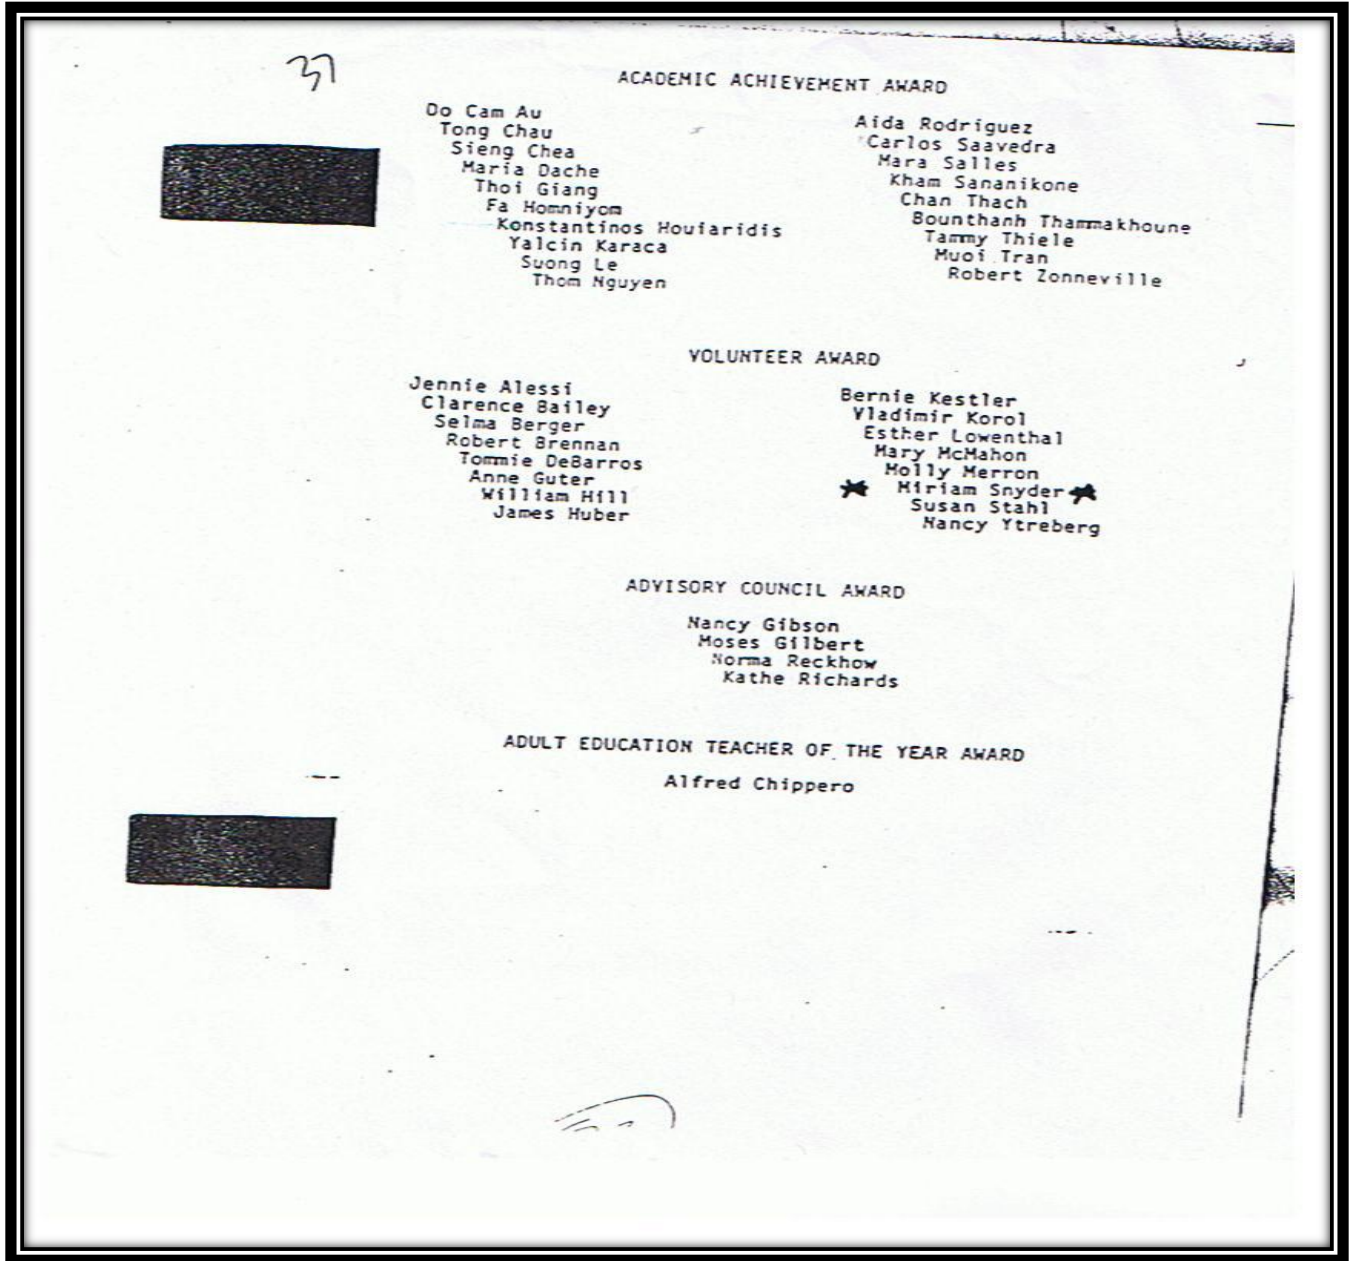 37
ACADEMIC ACHIEVEMENT AWARD
Do Cam Au
Tong Chau
Sieng Chea
Maria Dache
Thoi Giang
Fa Homniyom
Konstantinos Houiaridis
Yalcin Karaca
Suong Le
Thom Nguyen
Aida Rodriguez
Carlos Saavedra
Mara Salles
Kham Sananikone
Chan Thach
Bounthanh Thammakhoune
Tammy Thiele
Muoi Tran
Robert Zonneville
VOLUNTEER AWARD
Jennie Alessi
Clarence Bailey
Selma Berger
Robert Brennan
Tommie DeBarros
Anne Guter
William Hill
James Huber
Bernie Kestler
Vladimir Korol
Esther Lowenthal
Mary McMahon
Molly Merron
Miriam Snyder
Susan Stahl
Nancy Ytreberg
ADVISORY COUNCIL AWARD
Nancy Gibson
Moses Gilbert
Norma Reckhow
Kathe Richards
ADULT EDUCATION TEACHER OF THE YEAR AWARD
Alfred Chippero